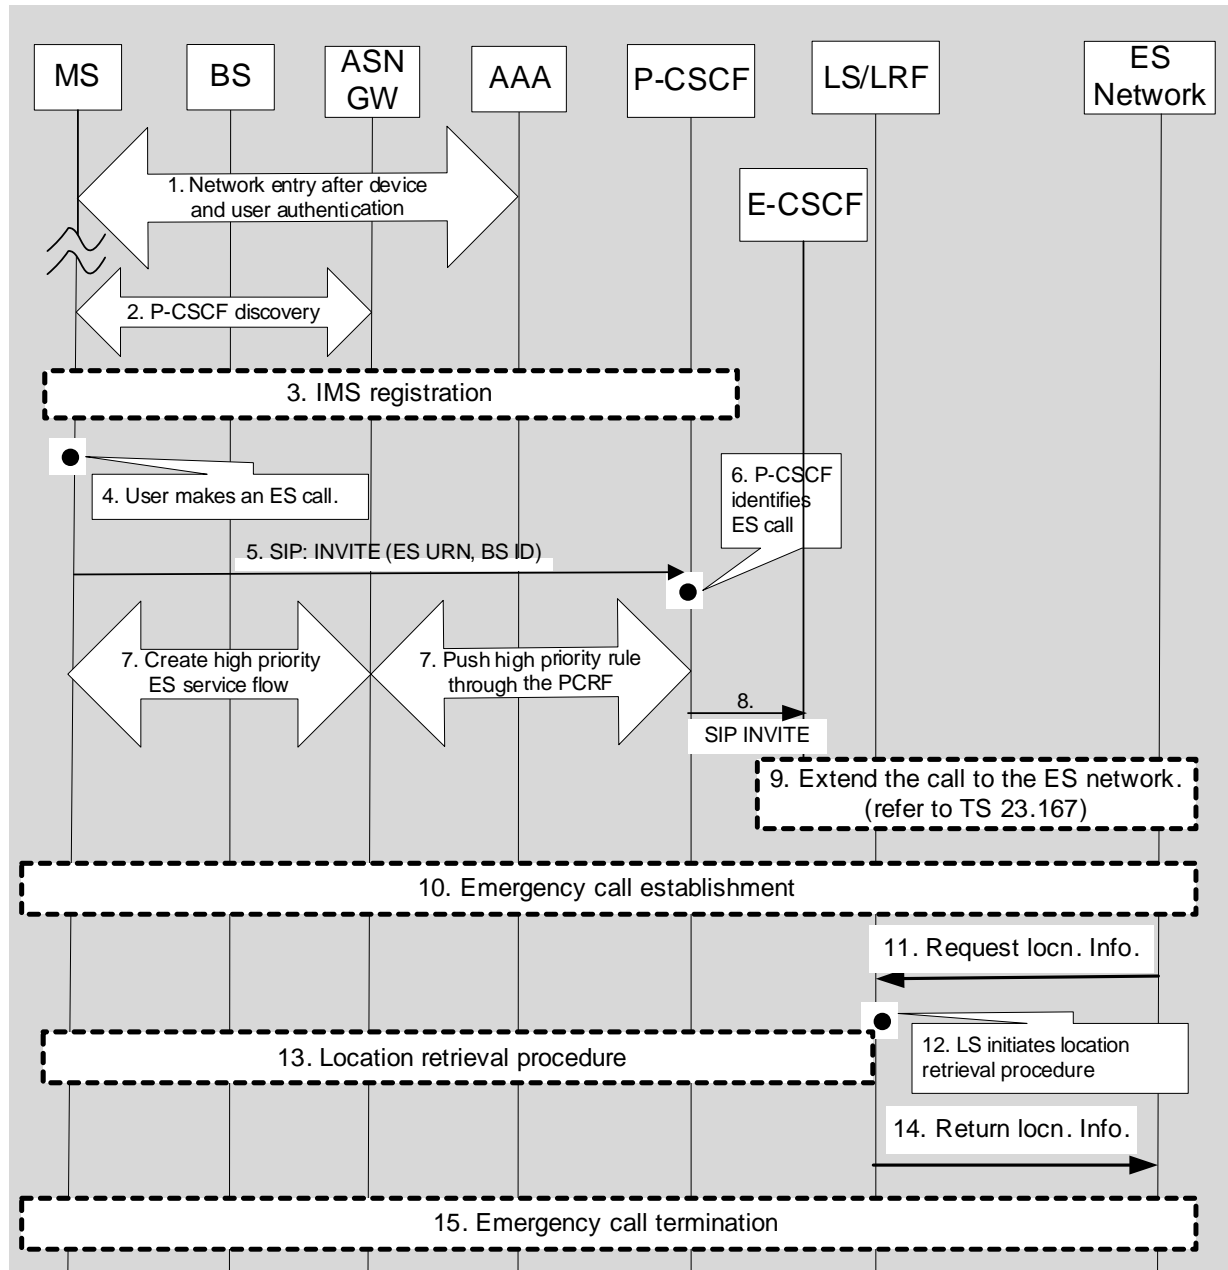 MS
BS
ASN
GW
AAA
P-CSCF
LS/LRF
ES
Network
E-CSCF
1. Network entry after device
and user authentication
2. P-CSCF discovery
3. IMS registration
4. User makes an ES call.
6. P-CSCF
identifies
ES call
5. SIP: INVITE (ES URN, BS ID)
7. Create high priority
ES service flow
7. Push high priority rule
through the PCRF
8.
SIP INVITE
9. Extend the call to the ES network.
(refer to TS 23.167)
10. Emergency call establishment
11. Request locn. Info.
12. LS initiates location
retrieval procedure
13. Location retrieval procedure
14. Return locn. Info.
15. Emergency call termination